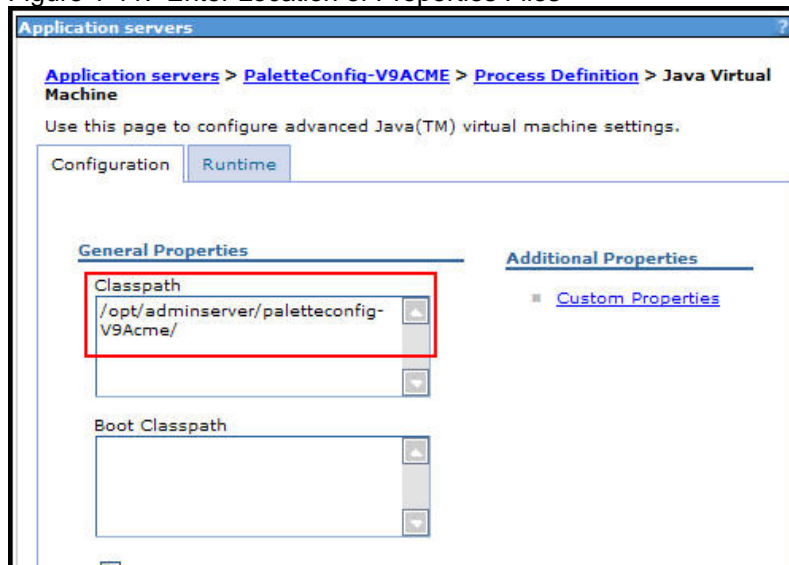 Application servers ?
Application servers > PaletteConfig-V9ACME > Process Definition > Java Virtual
Machine
Use this page to configure advanced Java(TM) virtual machine settings.
Configuration Runtime
General Properties
Additional Properties
Classpath
/opt/adminserver/paletteconfig-
V9Acme/
Custom Properties
Boot Classpath